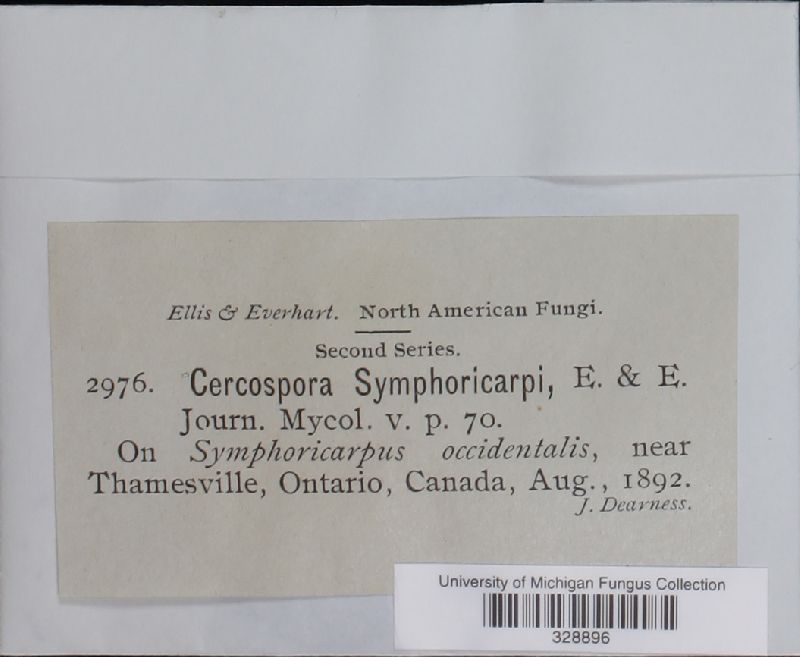 Ellis & Everhart. North American Fungi.
Second Series.
2976. Cercospora Symphoricarpi, E. & E.
Journ. Mycol. v. p. 70.
On Symphoricarpus occidentalis, near
Thamesville, Ontario, Canada, Aug., 1892.
J. Dearness.
University of Michigan Fungus Collection
328896